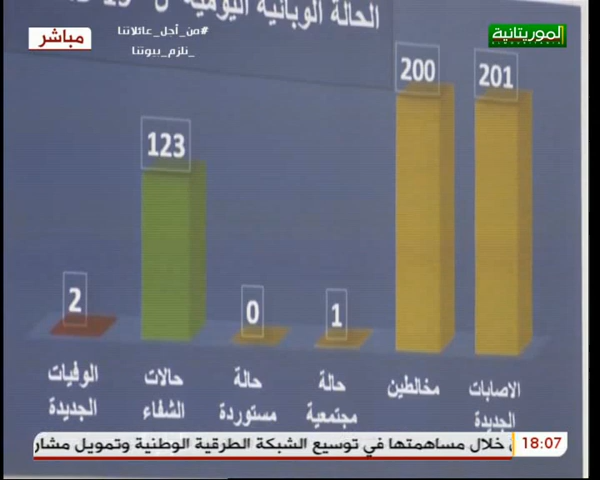 الحالة الوبائية اليومية
#من_أجل_عائلاتنا
_نلزم_بيوتنا
مباشر
الموريتانية
201
200
1
0
123
2
الاصابات الجديدة
مخالطين
حالة مجتمعية
حالة مستوردة
حالات الشفاء
الوفيات الجديدة
18:07
خلال مساهمتها في توسيع الشبكة الطرقية الوطنية وتمويل